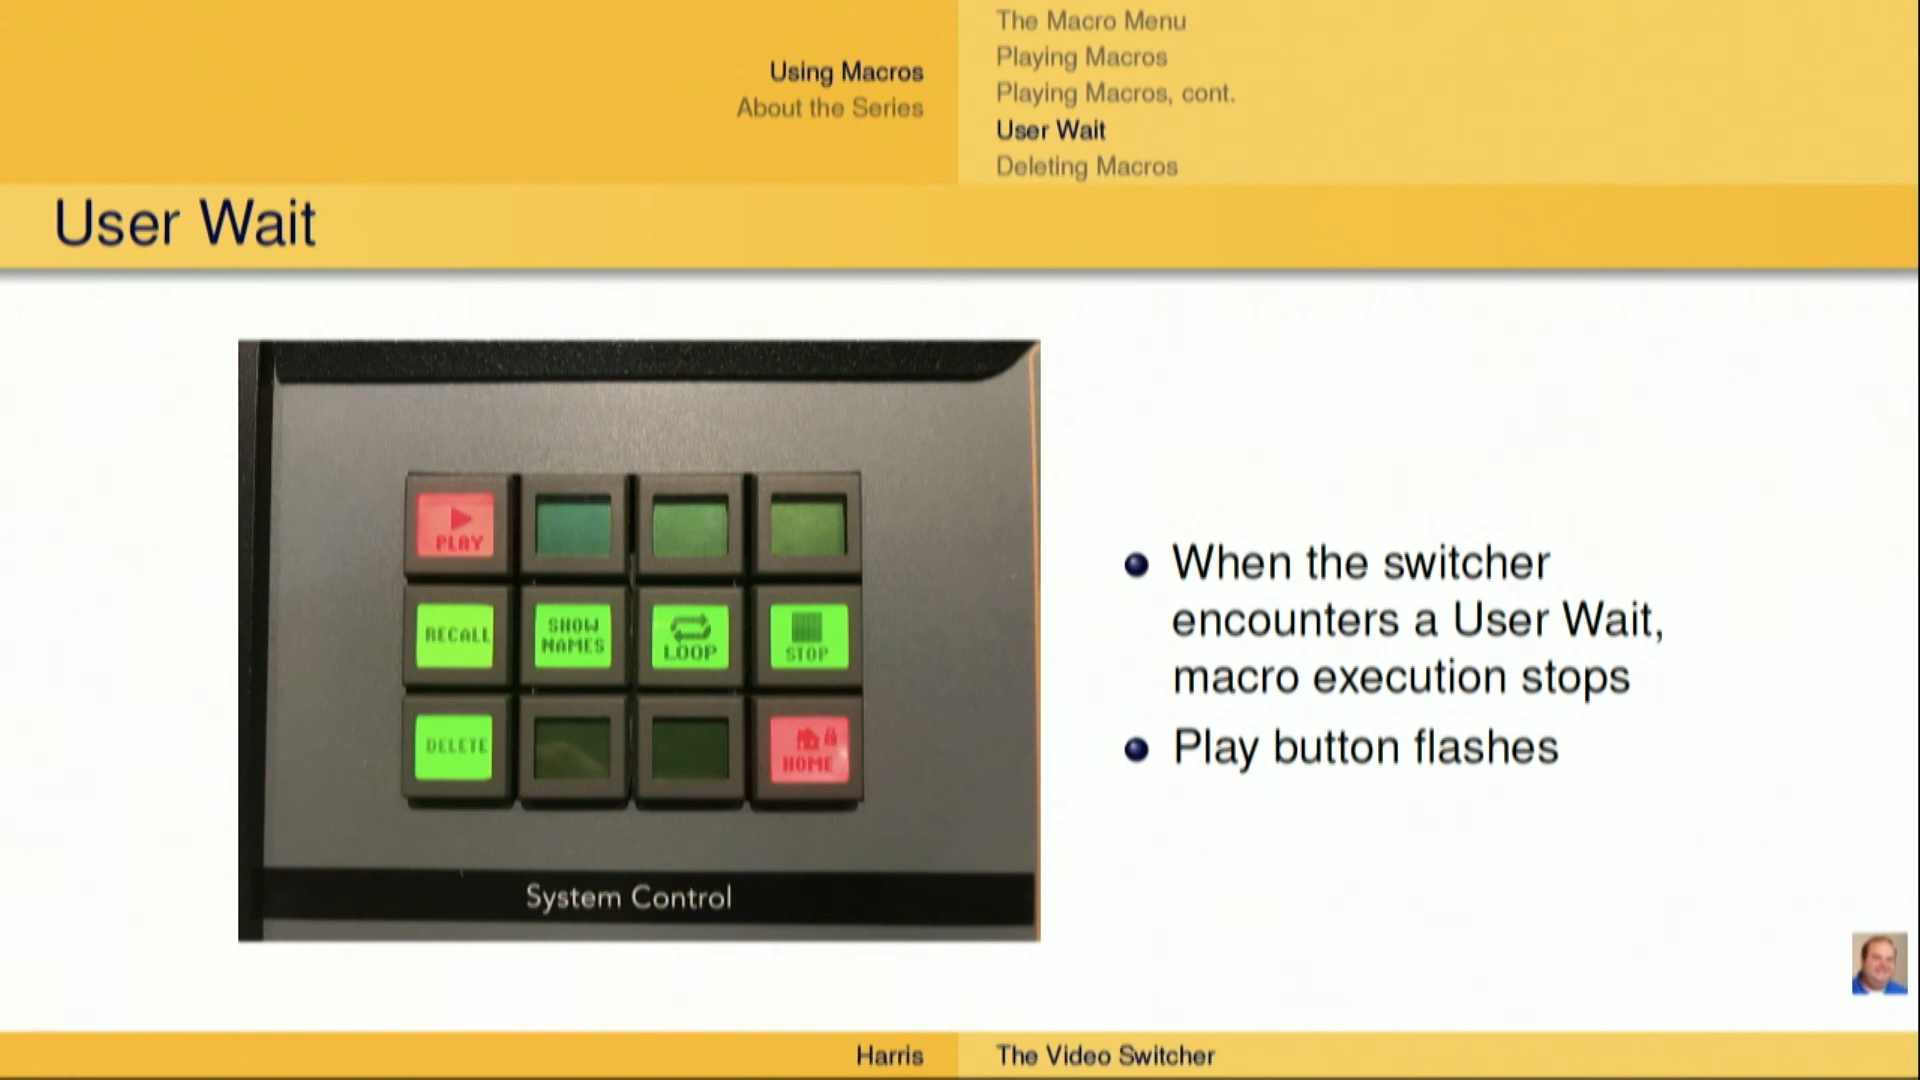 Using Macros
About the Series
The Macro Menu
Playing Macros
Playing Macros, cont.
User Wait
Deleting Macros
User Wait
PLAY
RECALL
SHOW
NAMES
LOOP
STOP
DELETE
HOME
System Control
When the switcher
encounters a User Wait,
macro execution stops
Play button flashes
Harris
The Video Switcher